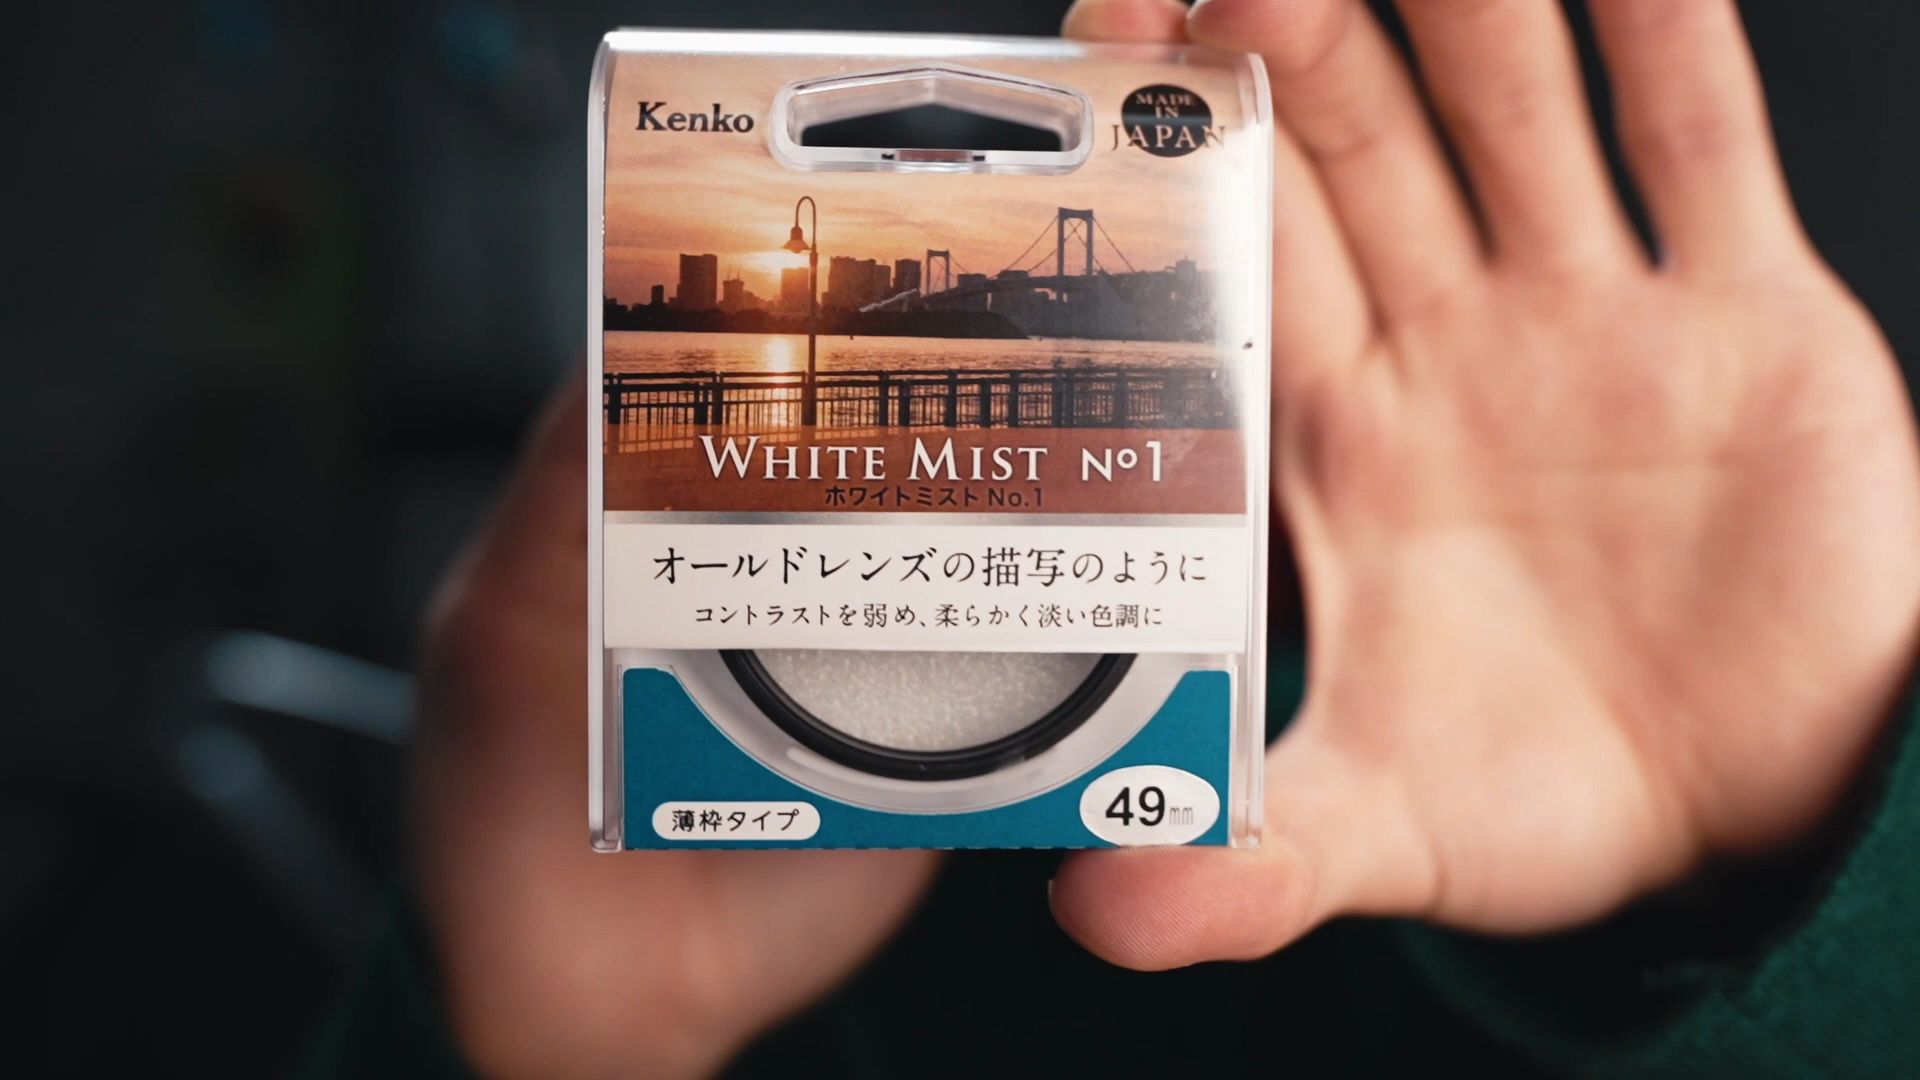 Kenko
MADE
IN
JAPAN
WHITE MIST Nº1
ホワイトミスト No.1
オールドレンズの描写のように
コントラストを弱め、柔らかく淡い色調に
薄枠タイプ
49mm